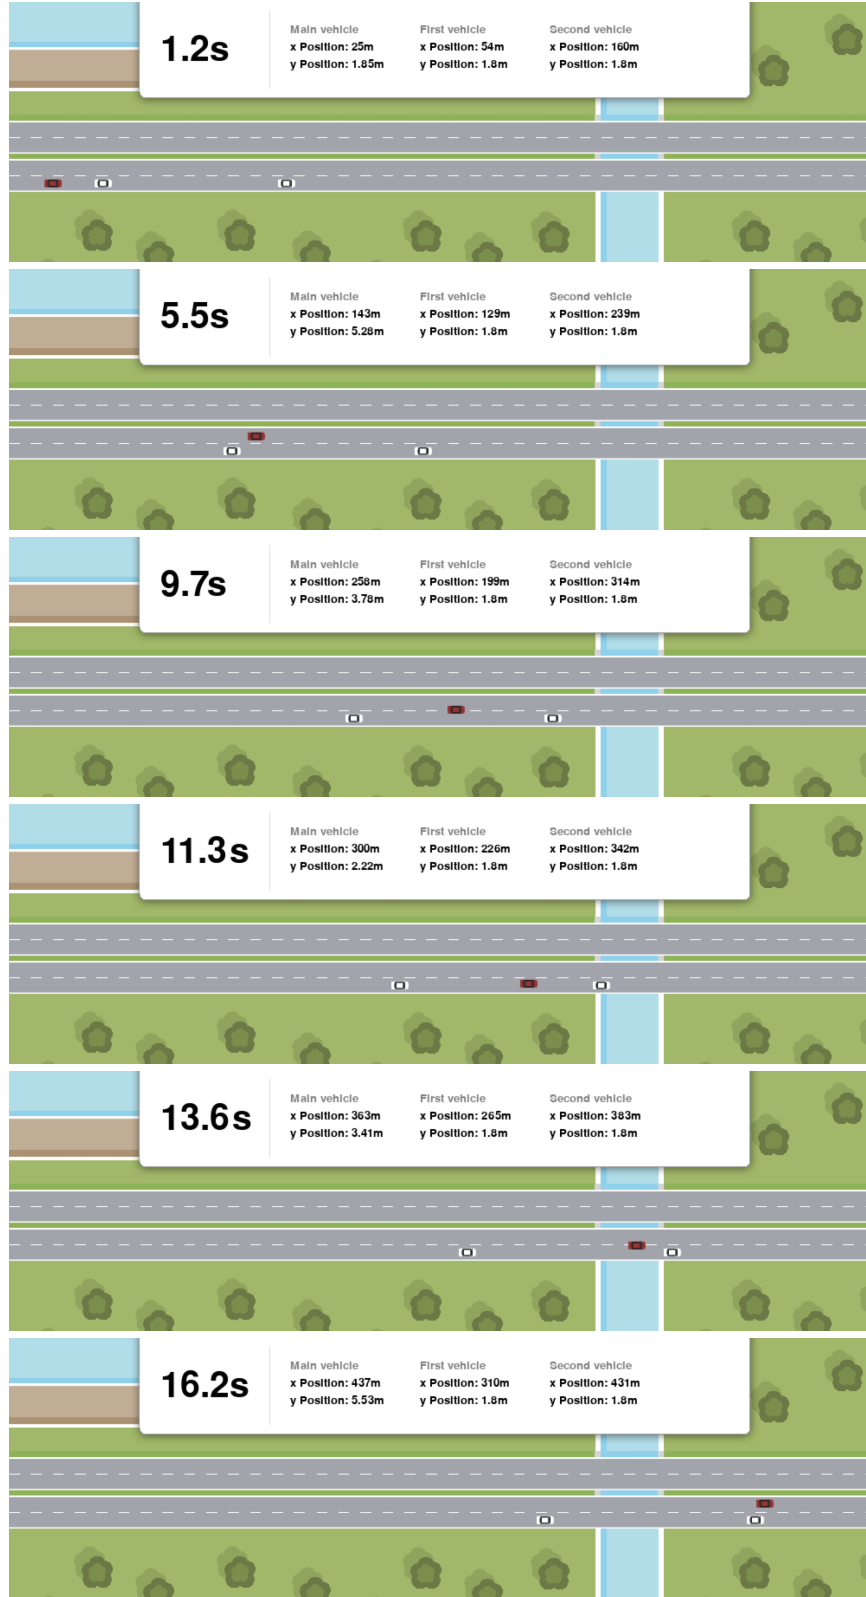 1.2s
Main vehicle First vehicle Second vehicle
x Position: 25m x Position: 54m x Position: 160m
y Position: 1.85m y Position: 1.8m y Position: 1.8m
5.5s
Main vehicle First vehicle Second vehicle
x Position: 143m x Position: 129m x Position: 239m
y Position: 5.28m y Position: 1.8m y Position: 1.8m
9.7s
Main vehicle First vehicle Second vehicle
x Position: 258m x Position: 199m x Position: 314m
y Position: 3.78m y Position: 1.8m y Position: 1.8m
11.3s
Main vehicle First vehicle Second vehicle
x Position: 300m x Position: 226m x Position: 342m
y Position: 2.22m y Position: 1.8m y Position: 1.8m
13.6s
Main vehicle First vehicle Second vehicle
x Position: 363m x Position: 265m x Position: 383m
y Position: 3.41m y Position: 1.8m y Position: 1.8m
16.2s
Main vehicle First vehicle Second vehicle
x Position: 437m x Position: 310m x Position: 431m
y Position: 5.53m y Position: 1.8m y Position: 1.8m